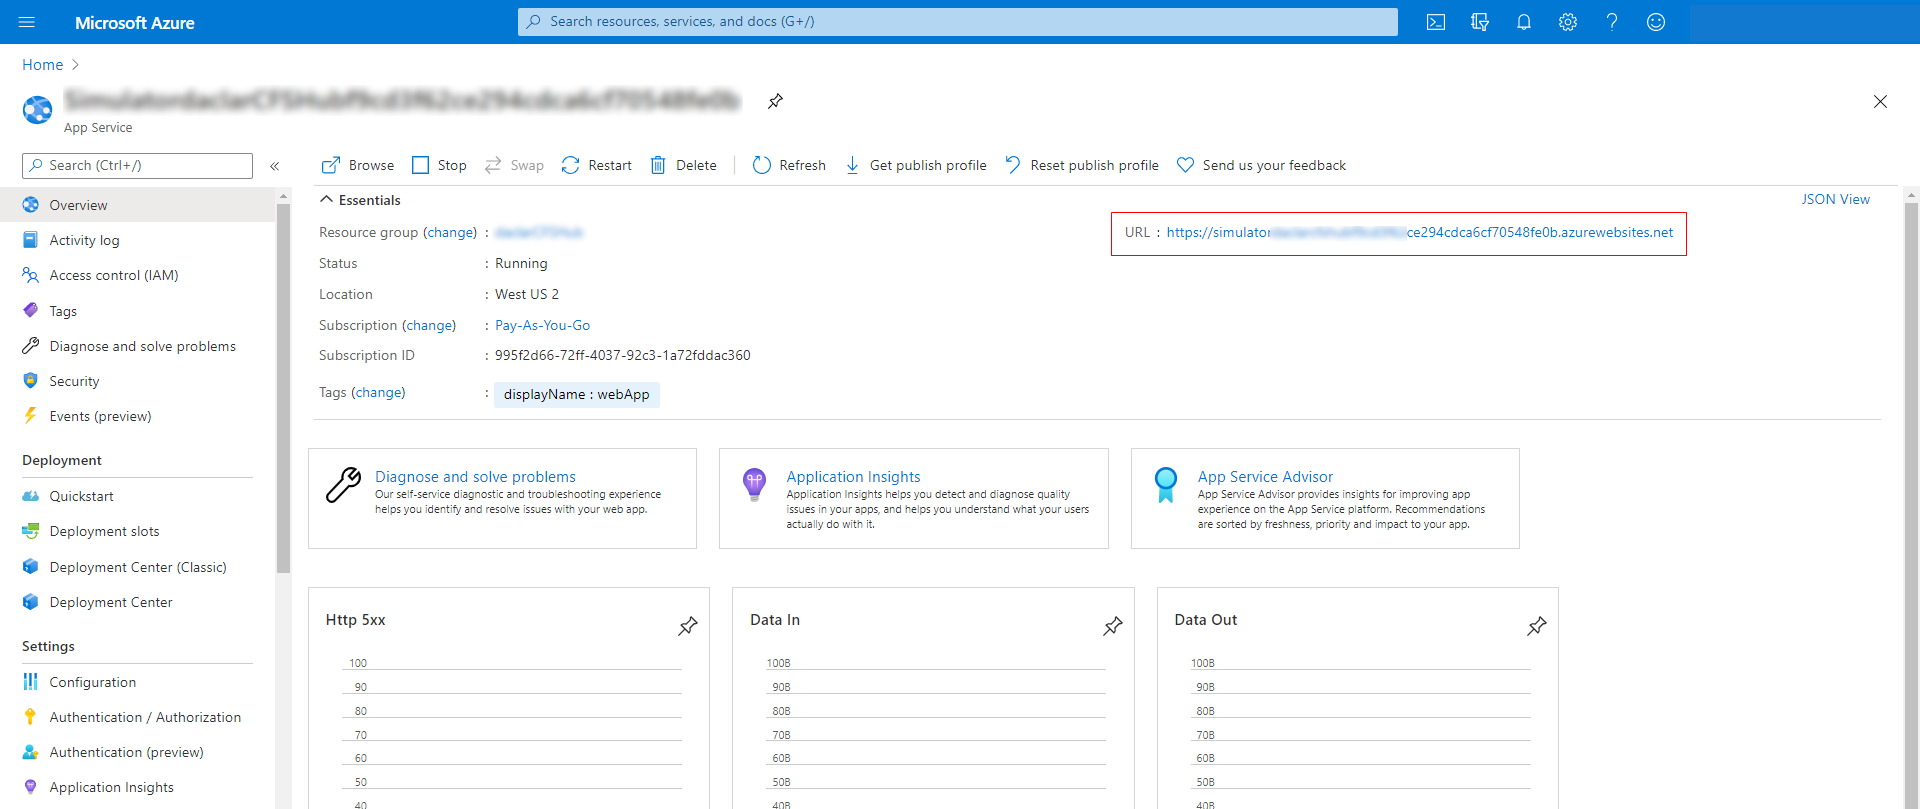 Microsoft Azure
Search resources, services, and docs (G+/)
Home
App Service
Search (Ctrl+/)
«
Browse
Stop
Swap
Restart
Delete
Refresh
Get publish profile
Reset publish profile
Send us your feedback
Overview
Activity log
Access control (IAM)
Tags
Diagnose and solve problems
Security
Events (preview)
Deployment
Quickstart
Deployment slots
Deployment Center (Classic)
Deployment Center
Settings
Configuration
Authentication / Authorization
Authentication (preview)
Application Insights
Essentials
JSON View
Resource group (change) :
URL : https://simulator ce294cdca6cf70548fe0b.azurewebsites.net
Status : Running
Location : West US 2
Subscription (change) : Pay-As-You-Go
Subscription ID : 995f2d66-72ff-4037-92c3-1a72fddac360
Tags (change) : displayName : webApp
Diagnose and solve problems
Our self-service diagnostic and troubleshooting experience
helps you identify and resolve issues with your web app.
Application Insights
Application Insights helps you detect and diagnose quality
issues in your apps, and helps you understand what your users
actually do with it.
App Service Advisor
App Service Advisor provides insights for improving app
experience on the App Service platform. Recommendations
are sorted by freshness, priority and impact to your app.
Http 5xx
100
90
80
70
60
50
40
Data In
100B
90B
80B
70B
60B
50B
40B
Data Out
100B
90B
80B
70B
60B
50B
40B